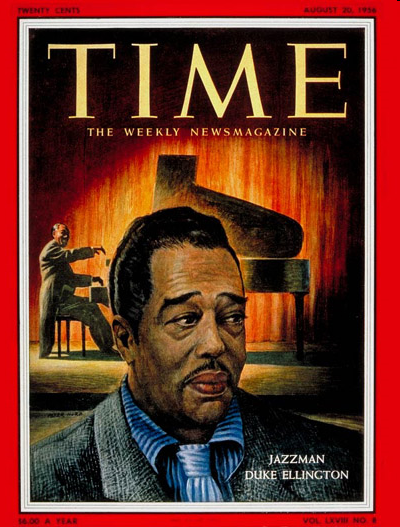 TWENTY CENTS
AUGUST 20, 1956
TIME
THE WEEKLY NEWSMAGAZINE
JAZZMAN
DUKE ELLINGTON
$6.00 A YEAR
VOL. LXVIII NO. 8